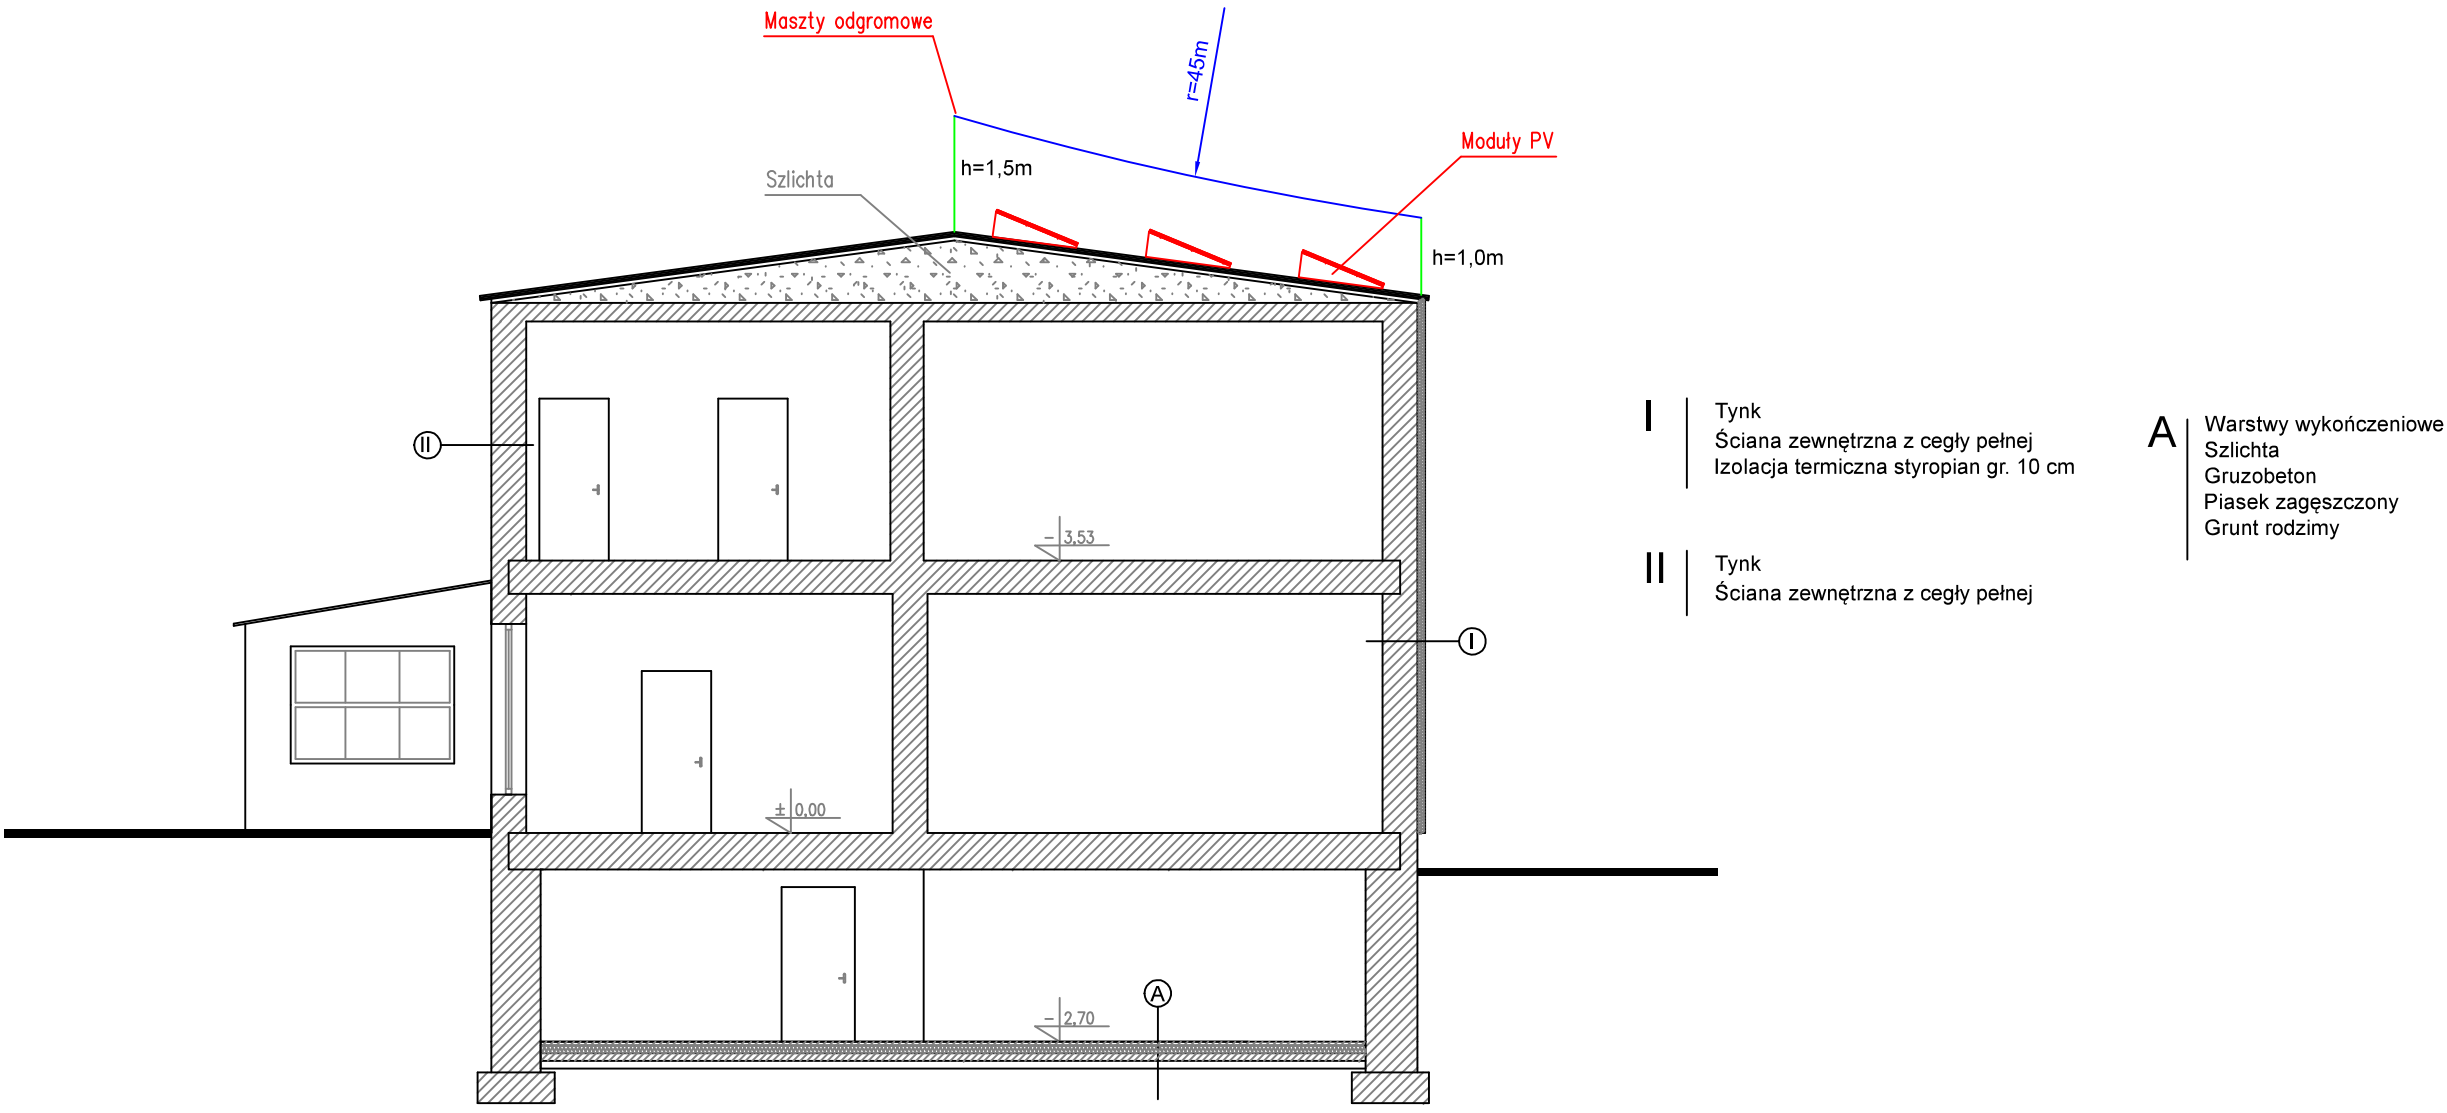 Maszty odgromowe
r=45m
Moduły PV
h=1,5m
Szlichta
h=1,0m
I
Tynk
Ściana zewnętrzna z cegły pełnej
Izolacja termiczna styropian gr. 10 cm
A
Warstwy wykończeniowe
Szlichta
Gruzobeton
Piasek zagęszczony
Grunt rodzimy
II
- 3,53
II
Tynk
Ściana zewnętrzna z cegły pełnej
I
± 0,00
A
- 2,70